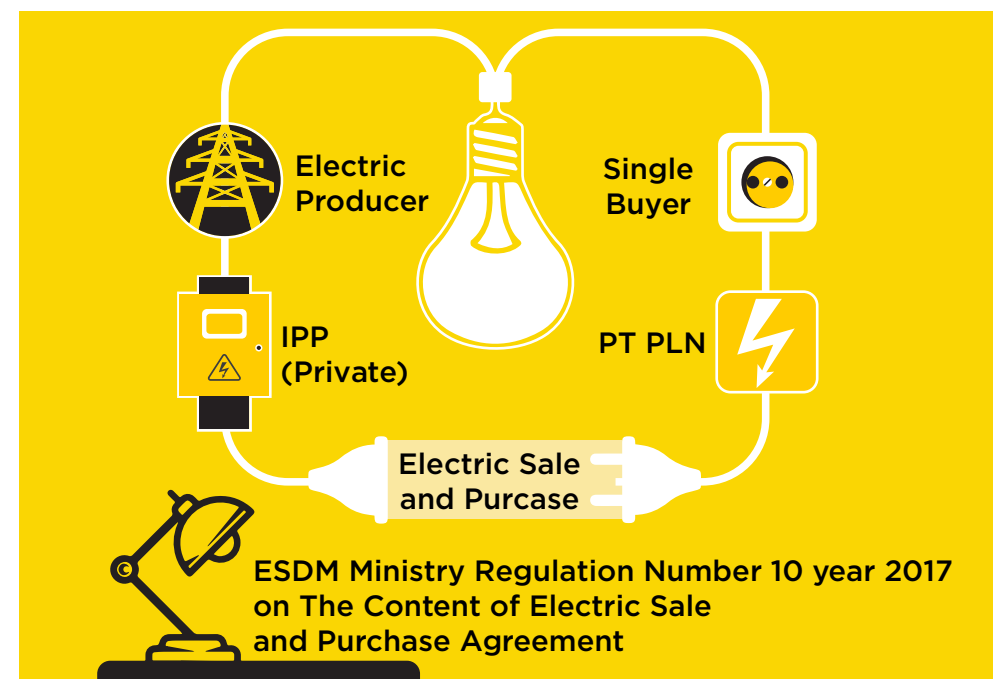 Electric
Producer
Single
Buyer
IPP
(Private)
PT PLN
Electric Sale
and Purcase
ESDM Ministry Regulation Number 10 year 2017
on The Content of Electric Sale
and Purchase Agreement